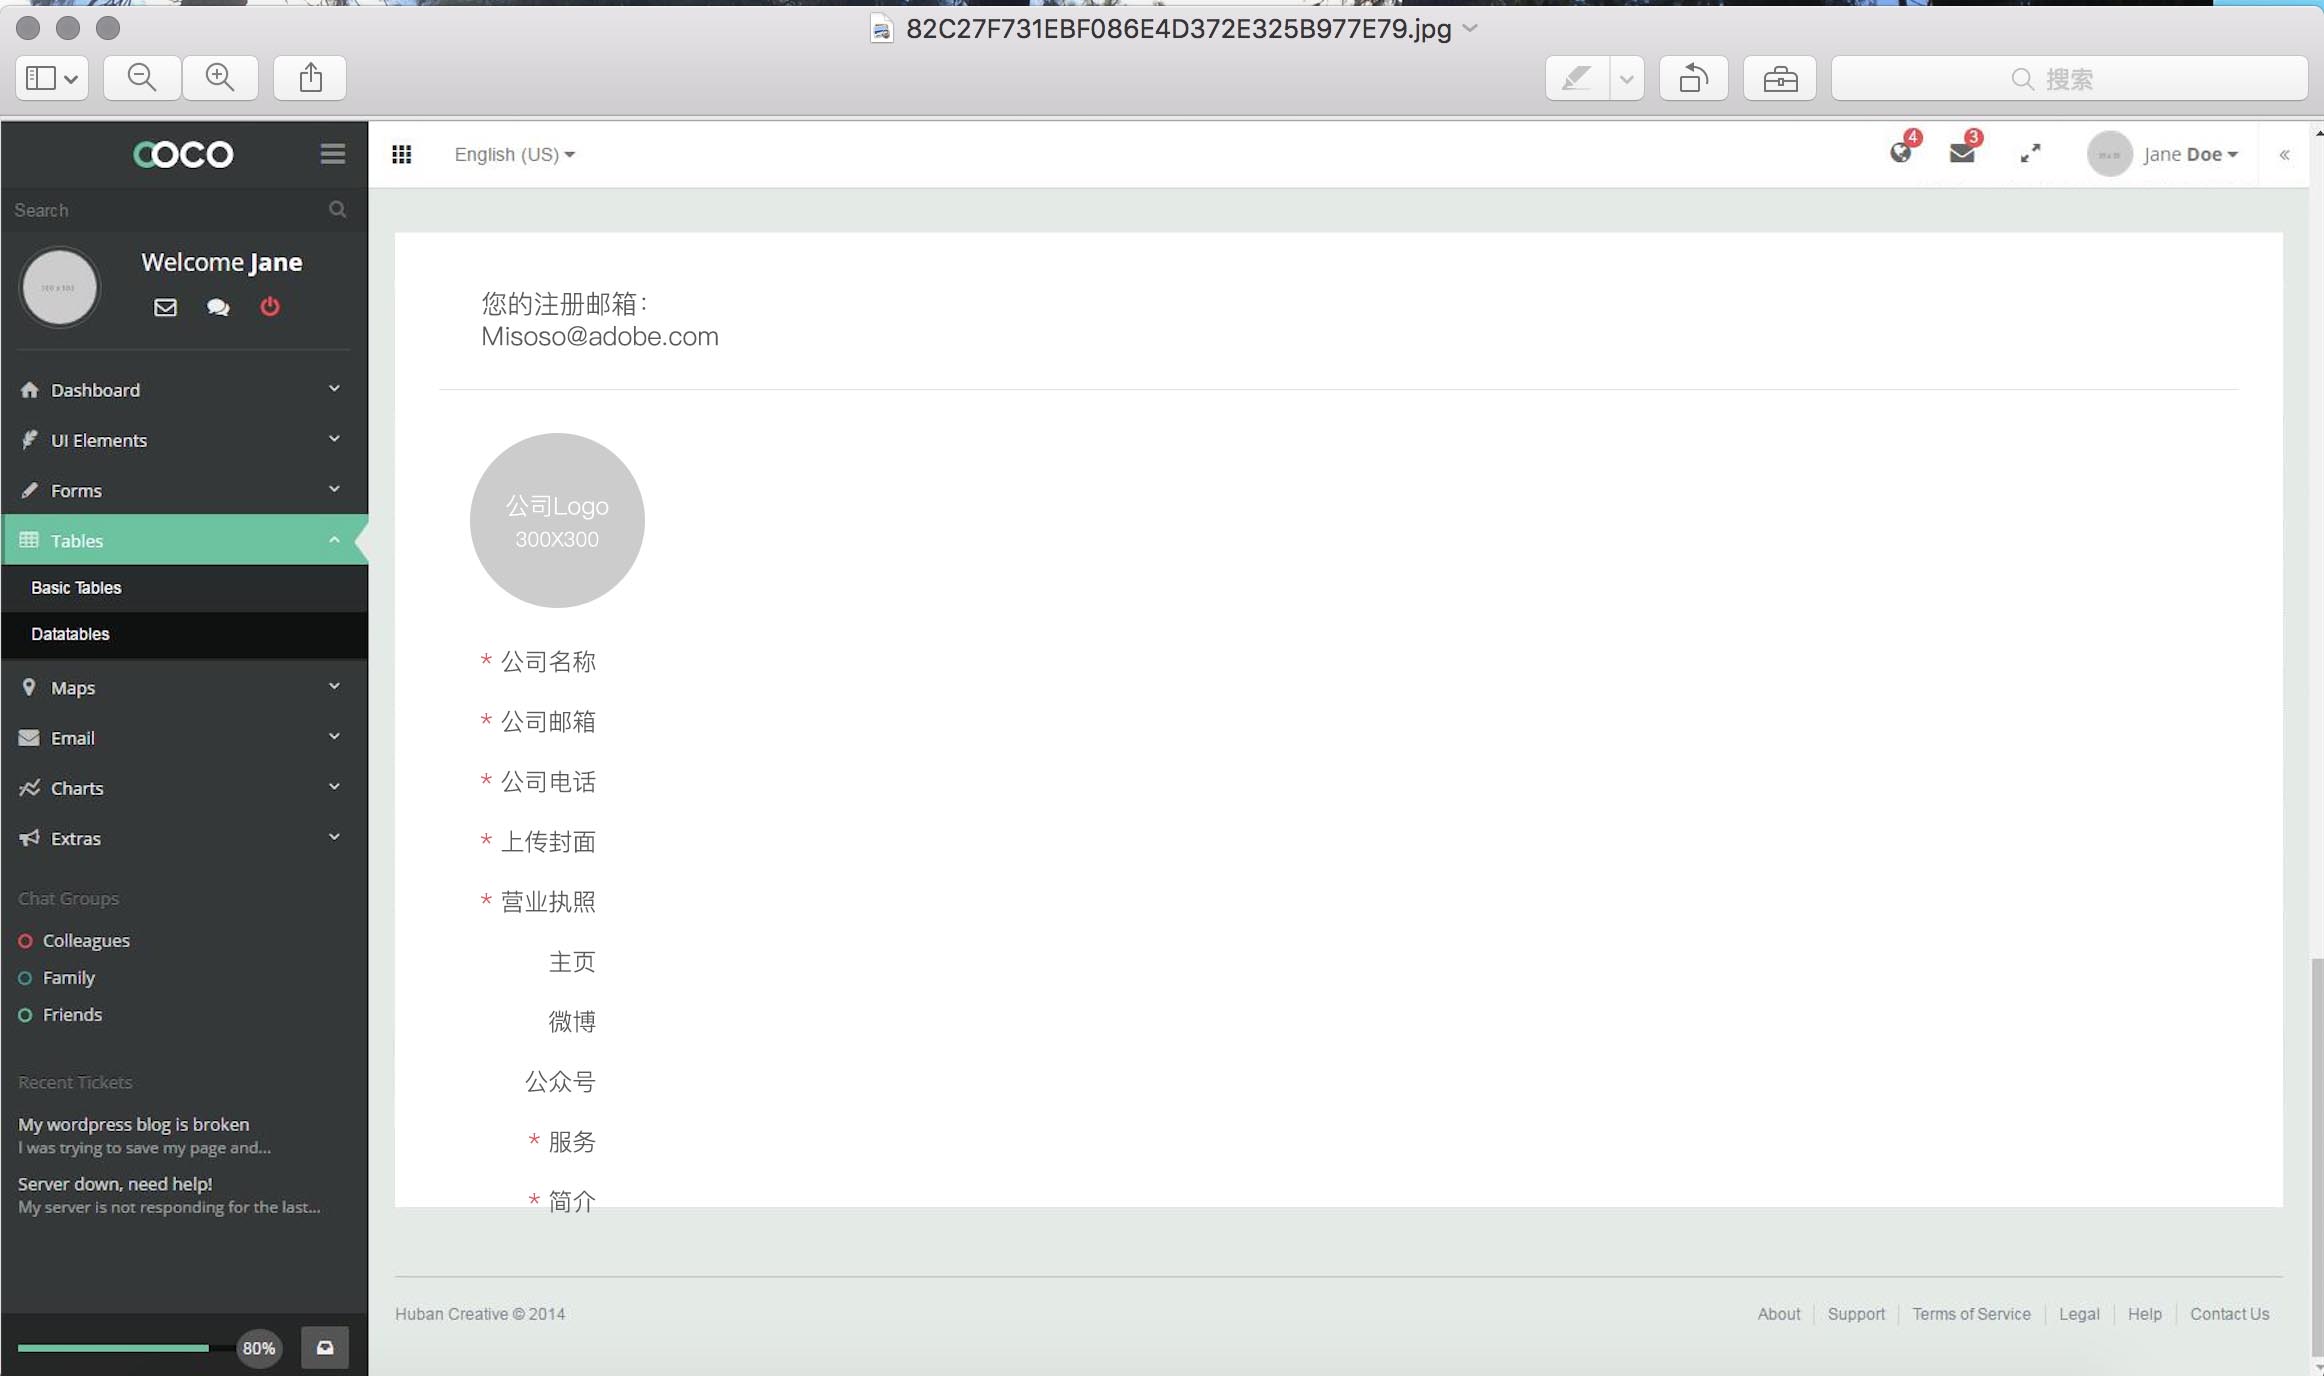 82C27F731EBF086E4D372E325B977E79.jpg
搜索
COCO
English (US)
4
3
Jane Doe
Search
Welcome Jane
Dashboard
UI Elements
Forms
Tables
Basic Tables
Datatables
Maps
Email
Charts
Extras
Chat Groups
Colleagues
Family
Friends
Recent Tickets
My wordpress blog is broken
I was trying to save my page and...
Server down, need help!
My server is not responding for the last...
80%
您的注册邮箱：
Misoso@adobe.com
公司Logo
300X300
* 公司名称
* 公司邮箱
* 公司电话
* 上传封面
* 营业执照
主页
微博
公众号
* 服务
* 简介
Huban Creative © 2014
About Support Terms of Service Legal Help Contact Us